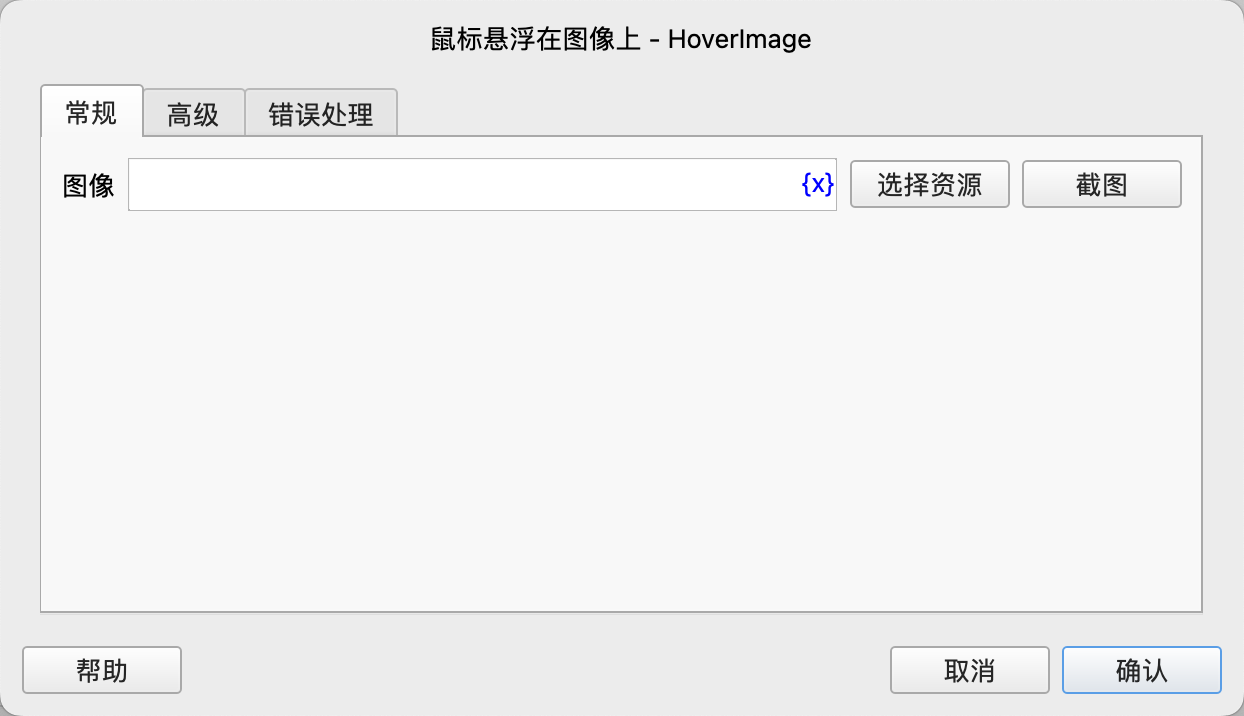 鼠标悬浮在图像上 - HoverImage
常规 高级 错误处理
图像 {x} 选择资源 截图
帮助 取消 确认